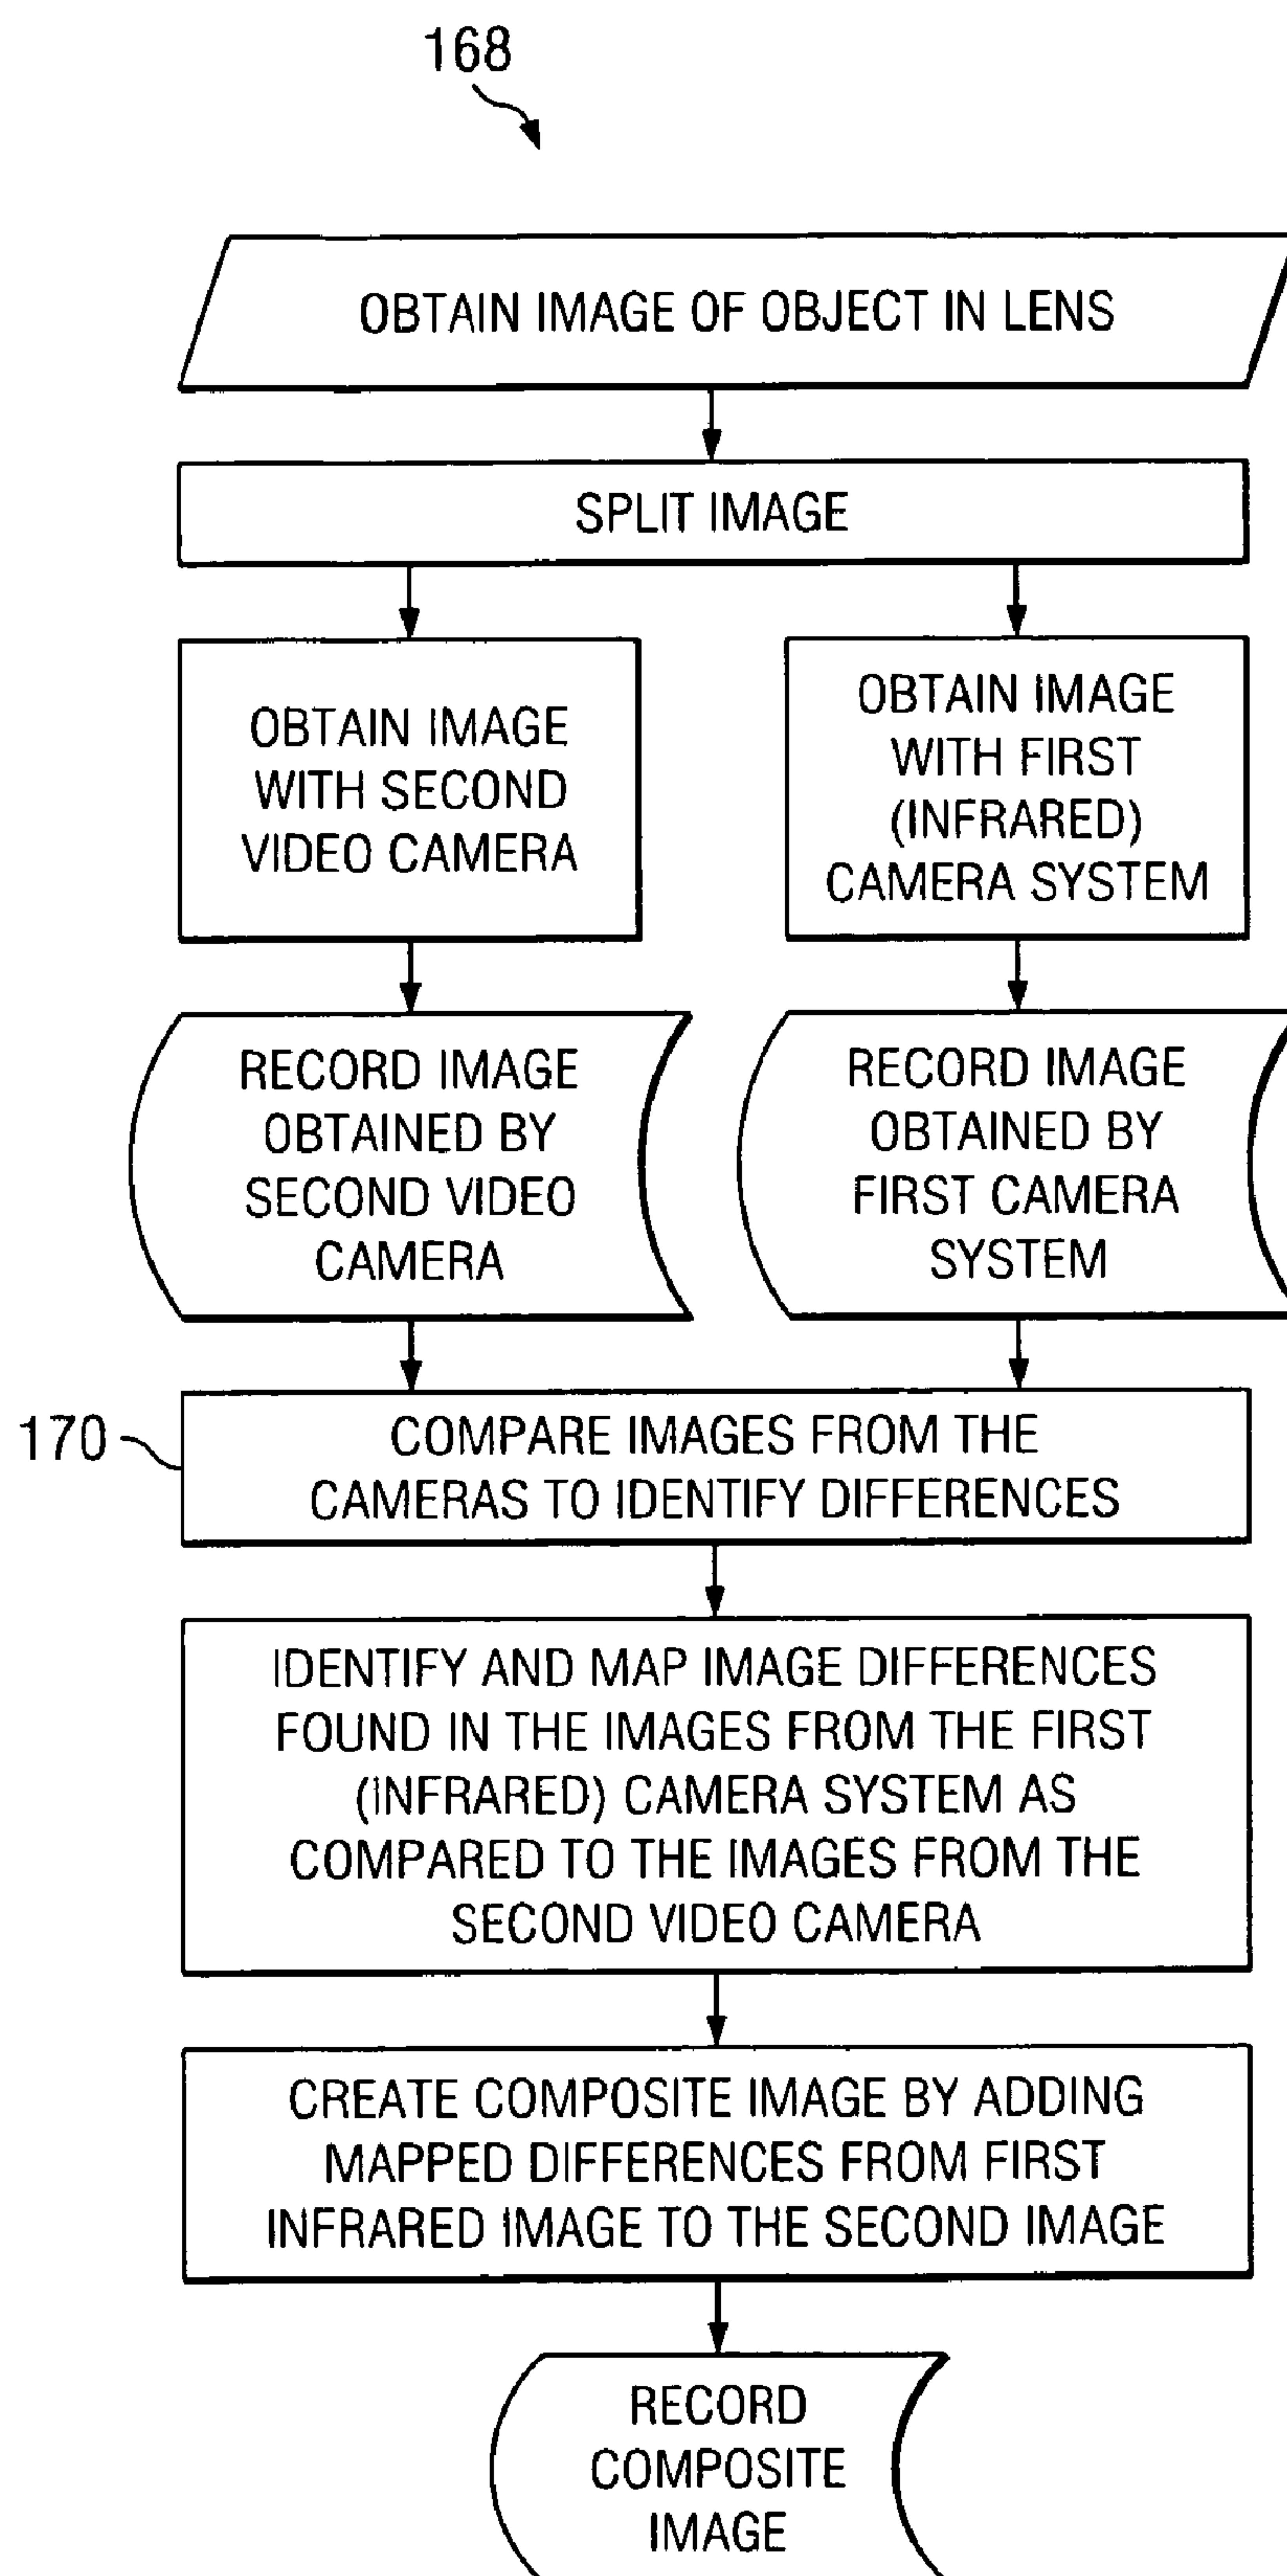 168
OBTAIN IMAGE OF OBJECT IN LENS
SPLIT IMAGE
OBTAIN IMAGE
WITH SECOND
VIDEO CAMERA
OBTAIN IMAGE
WITH FIRST
(INFRARED)
CAMERA SYSTEM
RECORD IMAGE
OBTAINED BY
SECOND VIDEO
CAMERA
RECORD IMAGE
OBTAINED BY
FIRST CAMERA
SYSTEM
170
COMPARE IMAGES FROM THE
CAMERAS TO IDENTIFY DIFFERENCES
IDENTIFY AND MAP IMAGE DIFFERENCES
FOUND IN THE IMAGES FROM THE FIRST
(INFRARED) CAMERA SYSTEM AS
COMPARED TO THE IMAGES FROM THE
SECOND VIDEO CAMERA
CREATE COMPOSITE IMAGE BY ADDING
MAPPED DIFFERENCES FROM FIRST
INFRARED IMAGE TO THE SECOND IMAGE
RECORD
COMPOSITE
IMAGE